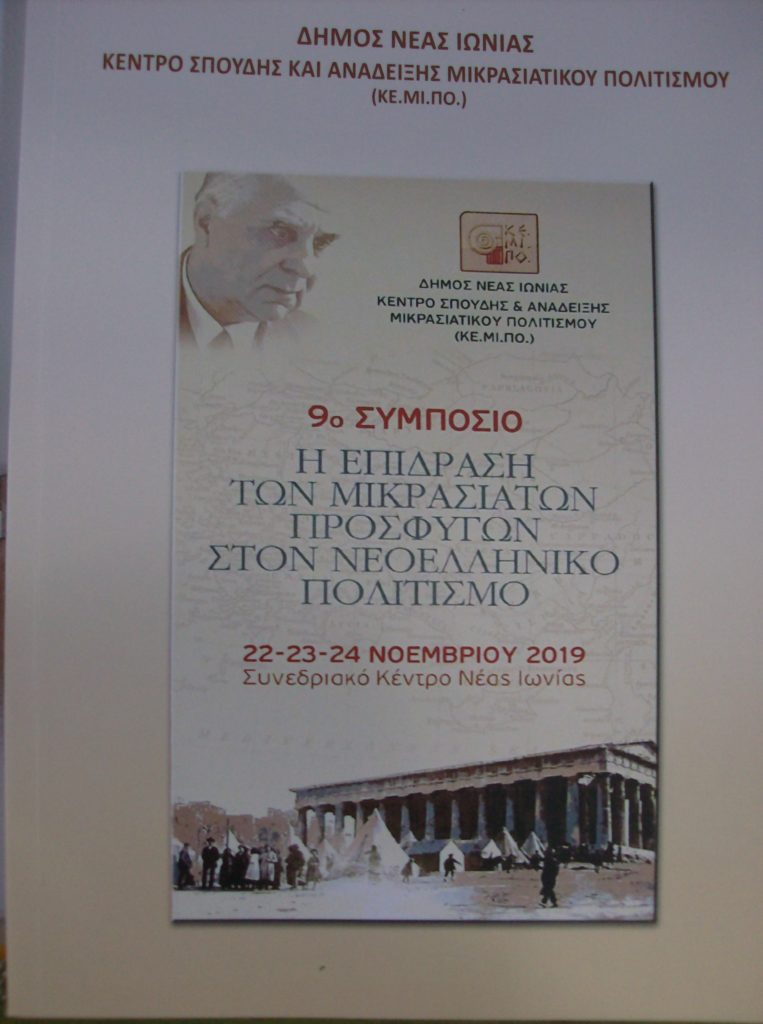 ΔΗΜΟΣ ΝΕΑΣ ΙΩΝΙΑΣ
ΚΕΝΤΡΟ ΣΠΟΥΔΗΣ ΚΑΙ ΑΝΑΔΕΙΞΗΣ ΜΙΚΡΑΣΙΑΤΙΚΟΥ ΠΟΛΙΤΙΣΜΟΥ
(ΚΕ.ΜΙ.ΠΟ.)
Κ.Ε.
ΜΙ.
ΠΟ.
ΔΗΜΟΣ ΝΕΑΣ ΙΩΝΙΑΣ
ΚΕΝΤΡΟ ΣΠΟΥΔΗΣ & ΑΝΑΔΕΙΞΗΣ
ΜΙΚΡΑΣΙΑΤΙΚΟΥ ΠΟΛΙΤΙΣΜΟΥ
(ΚΕ.ΜΙ.ΠΟ.)
9ο ΣΥΜΠΟΣΙΟ
Η ΕΠΙΔΡΑΣΗ
ΤΩΝ ΜΙΚΡΑΣΙΑΤΩΝ
ΠΡΟΣΦΥΓΩΝ
ΣΤΟΝ ΝΕΟΕΛΛΗΝΙΚΟ
ΠΟΛΙΤΙΣΜΟ
22-23-24 ΝΟΕΜΒΡΙΟΥ 2019
Συνεδριακό Κέντρο Νέας Ιωνίας